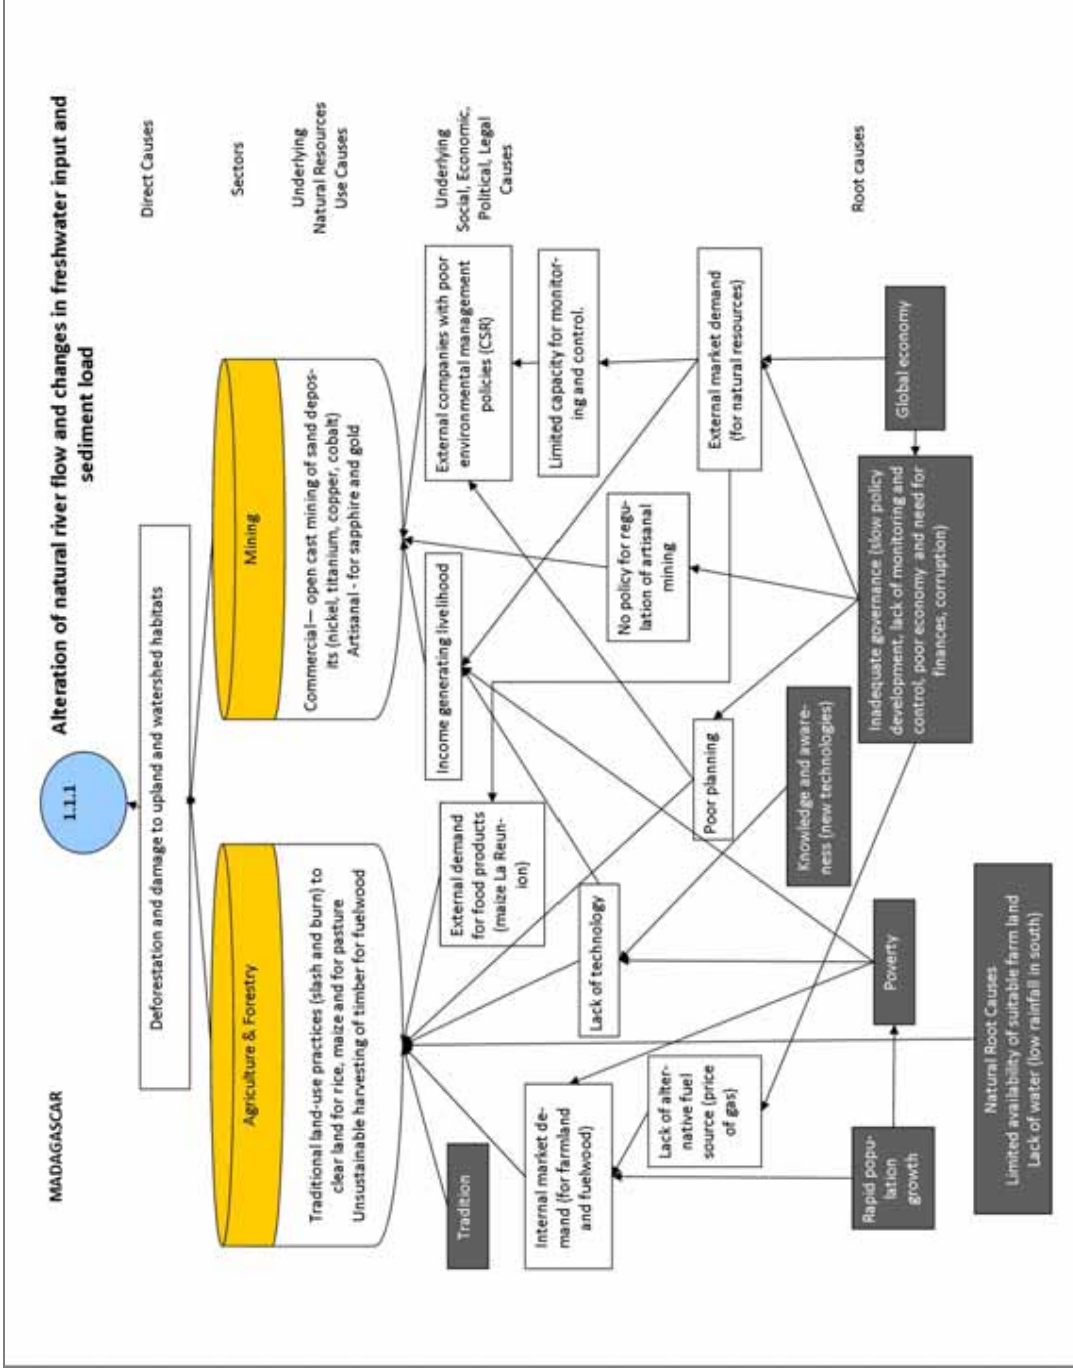 MADAGASCAR
1.1.1
Alteration of natural river flow and changes in freshwater input and
sediment load
Direct Causes
Deforestation and damage to upland and watershed habitats
Sectors
Agriculture & Forestry
Mining
Underlying
Natural Resources
Use Causes
Traditional land-use practices (slash and burn) to
clear land for rice, maize and for pasture
Unsustainable harvesting of timber for fuelwood
Commercial— open cast mining of sand depos-
its (nickel, titanium, copper, cobalt)
Artisanal - for sapphire and gold
Underlying
Social, Economic,
Political, Legal
Causes
Tradition
External demand
for food products
(maize La Reun-
ion)
Income generating livelihood
External companies with poor
environmental management
policies (CSR)
Internal market de-
mand (for farmland
and fuelwood)
Lack of technology
Limited capacity for monitor-
ing and control.
No policy for regu-
lation of artisanal
mining
Lack of alter-
native fuel
source (price
of gas)
Poor planning
External market demand
(for natural resources)
Root causes
Knowledge and aware-
ness (new technologies)
Rapid popu-
lation
growth
Poverty
Inadequate governance (slow policy
development, lack of monitoring and
control, poor economy and need for
finances, corruption)
Global economy
Natural Root Causes
Limited availability of suitable farm land
Lack of water (low rainfall in south)